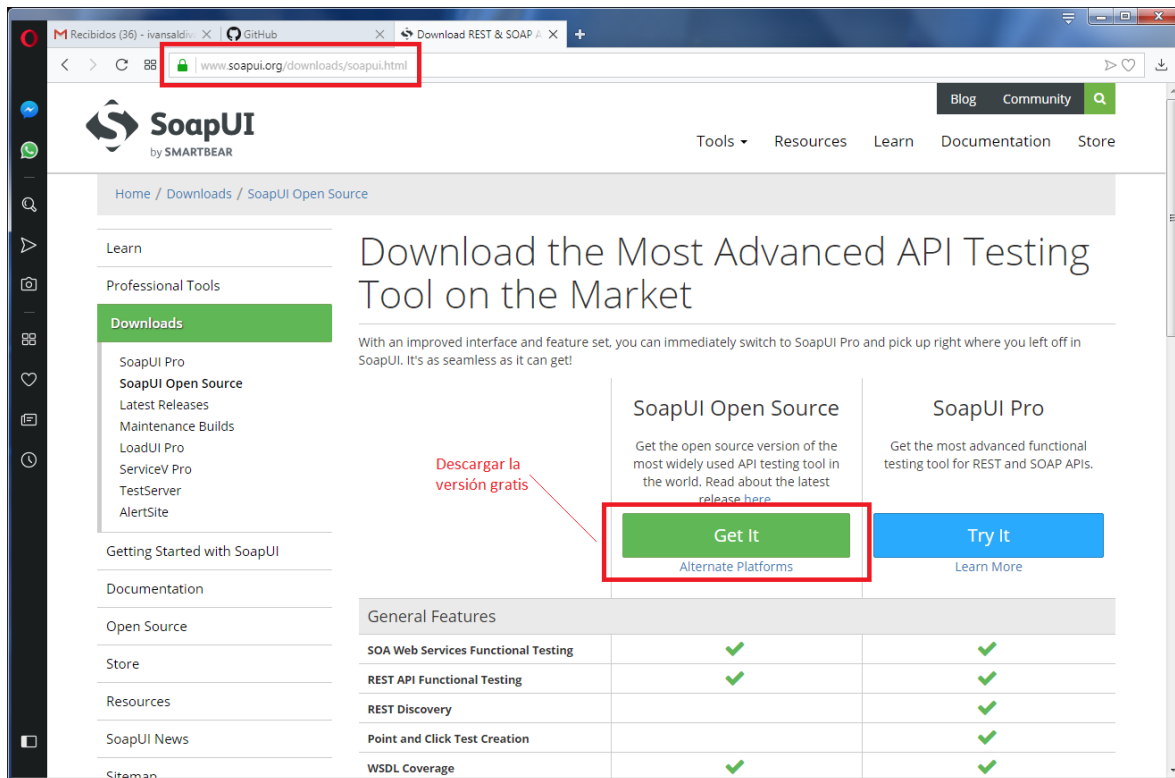 Recibidos (36) - ivansaldiv
GitHub
Download REST & SOAP A
www.soapui.org/downloads/soapui.html
Blog
Community
SoapUI
by SMARTBEAR
Tools
Resources
Learn
Documentation
Store
Home / Downloads / SoapUI Open Source
Learn
Professional Tools
Downloads
SoapUI Pro
SoapUI Open Source
Latest Releases
Maintenance Builds
LoadUI Pro
ServiceV Pro
TestServer
AlertSite
Getting Started with SoapUI
Documentation
Open Source
Store
Resources
SoapUI News
Sitemap
Download the Most Advanced API Testing
Tool on the Market
With an improved interface and feature set, you can immediately switch to SoapUI Pro and pick up right where you left off in
SoapUI. It's as seamless as it can get!
SoapUI Open Source
Get the open source version of the
most widely used API testing tool in
the world. Read about the latest
release here
Get It
Alternate Platforms
SoapUI Pro
Get the most advanced functional
testing tool for REST and SOAP APIs.
Try It
Learn More
Descargar la
versión gratis
General Features
SOA Web Services Functional Testing
REST API Functional Testing
REST Discovery
Point and Click Test Creation
WSDL Coverage